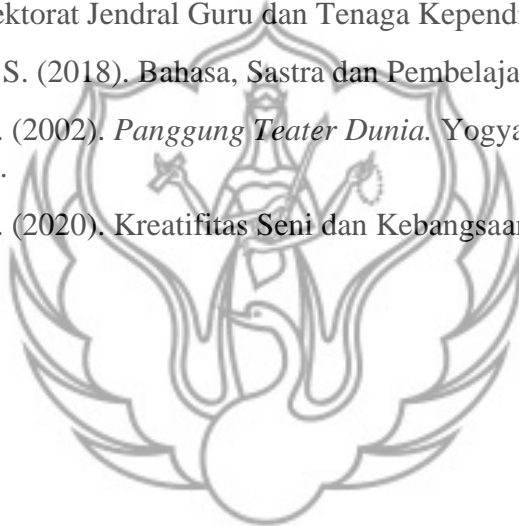 ektorat Jendral Guru dan Tenaga Kependi
S. (2018). Bahasa, Sastra dan Pembelaja
. (2002). Panggung Teater Dunia. Yogya
.
. (2020). Kreatifitas Seni dan Kebangsaan